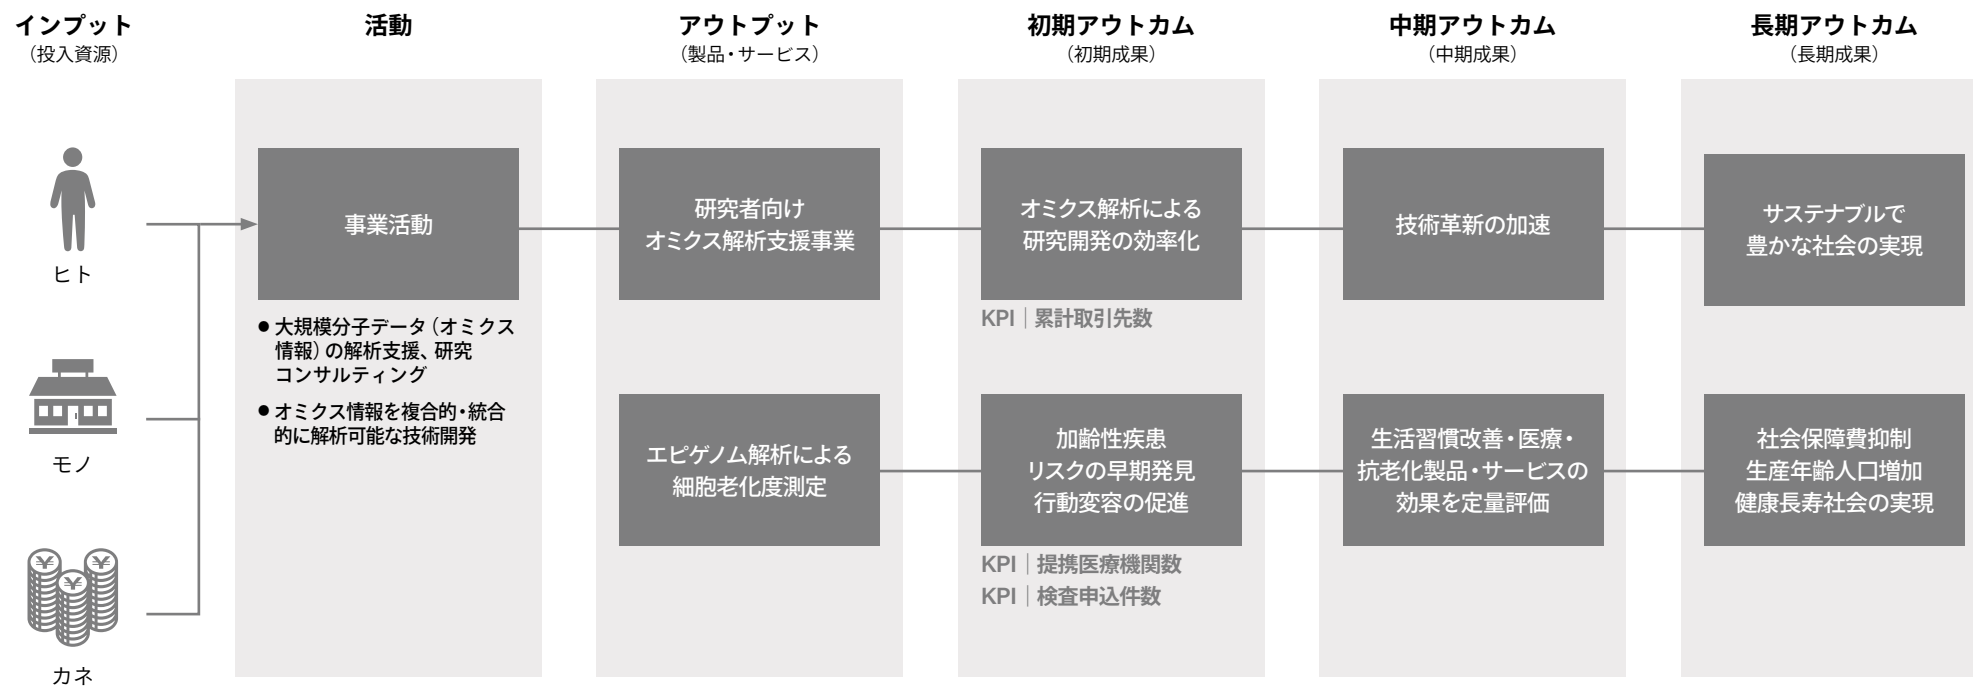 インプット
（投入資源）
活動
アウトプット
（製品・サービス）
初期アウトカム
（初期成果）
中期アウトカム
（中期成果）
長期アウトカム
（長期成果）
ヒト
モノ
¥ ¥
¥
カネ
事業活動
● 大規模分子データ（オミクス
情報）の解析支援、研究
コンサルティング
● オミクス情報を複合的・統合
的に解析可能な技術開発
研究者向け
オミクス解析支援事業
オミクス解析による
研究開発の効率化
KPI｜累計取引先数
技術革新の加速
サステナブルで
豊かな社会の実現
エピゲノム解析による
細胞老化度測定
加齢性疾患
リスクの早期発見
行動変容の促進
KPI｜提携医療機関数
KPI｜検査申込件数
生活習慣改善・医療・
抗老化製品・サービスの
効果を定量評価
社会保障費抑制
生産年齢人口増加
健康長寿社会の実現